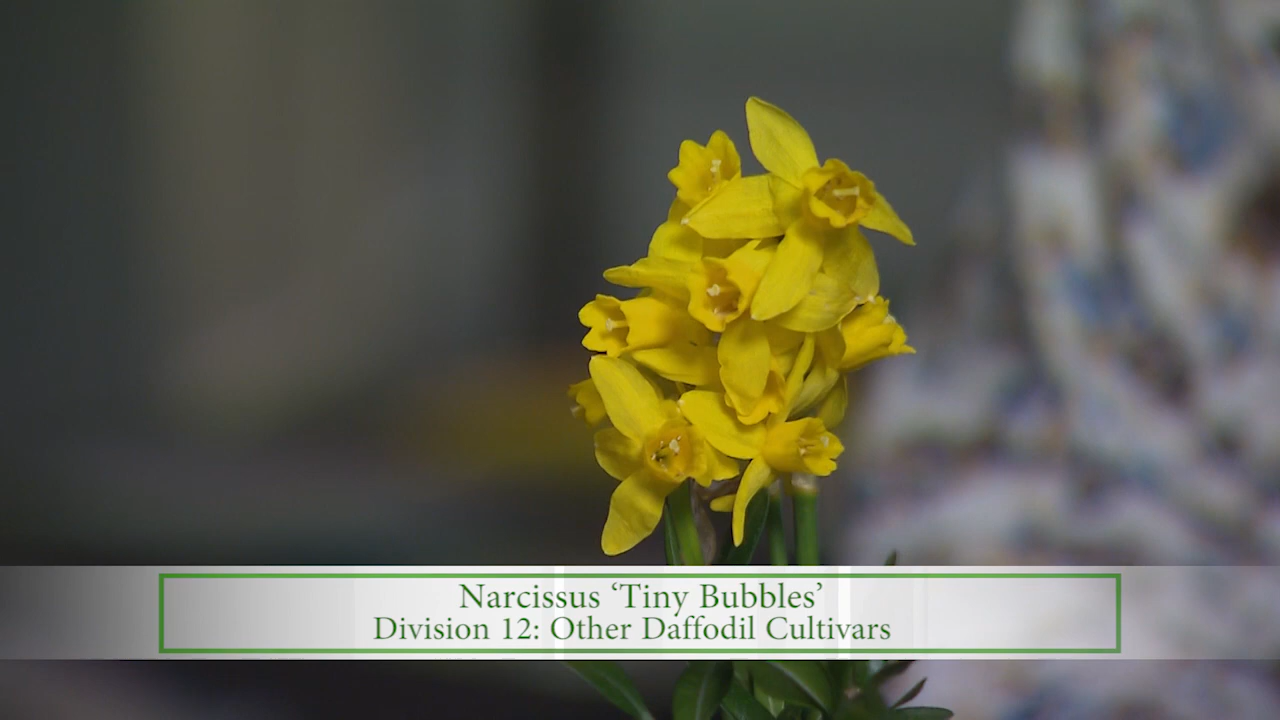 Narcissus ‘Tiny Bubbles’
Division 12: Other Daffodil Cultivars